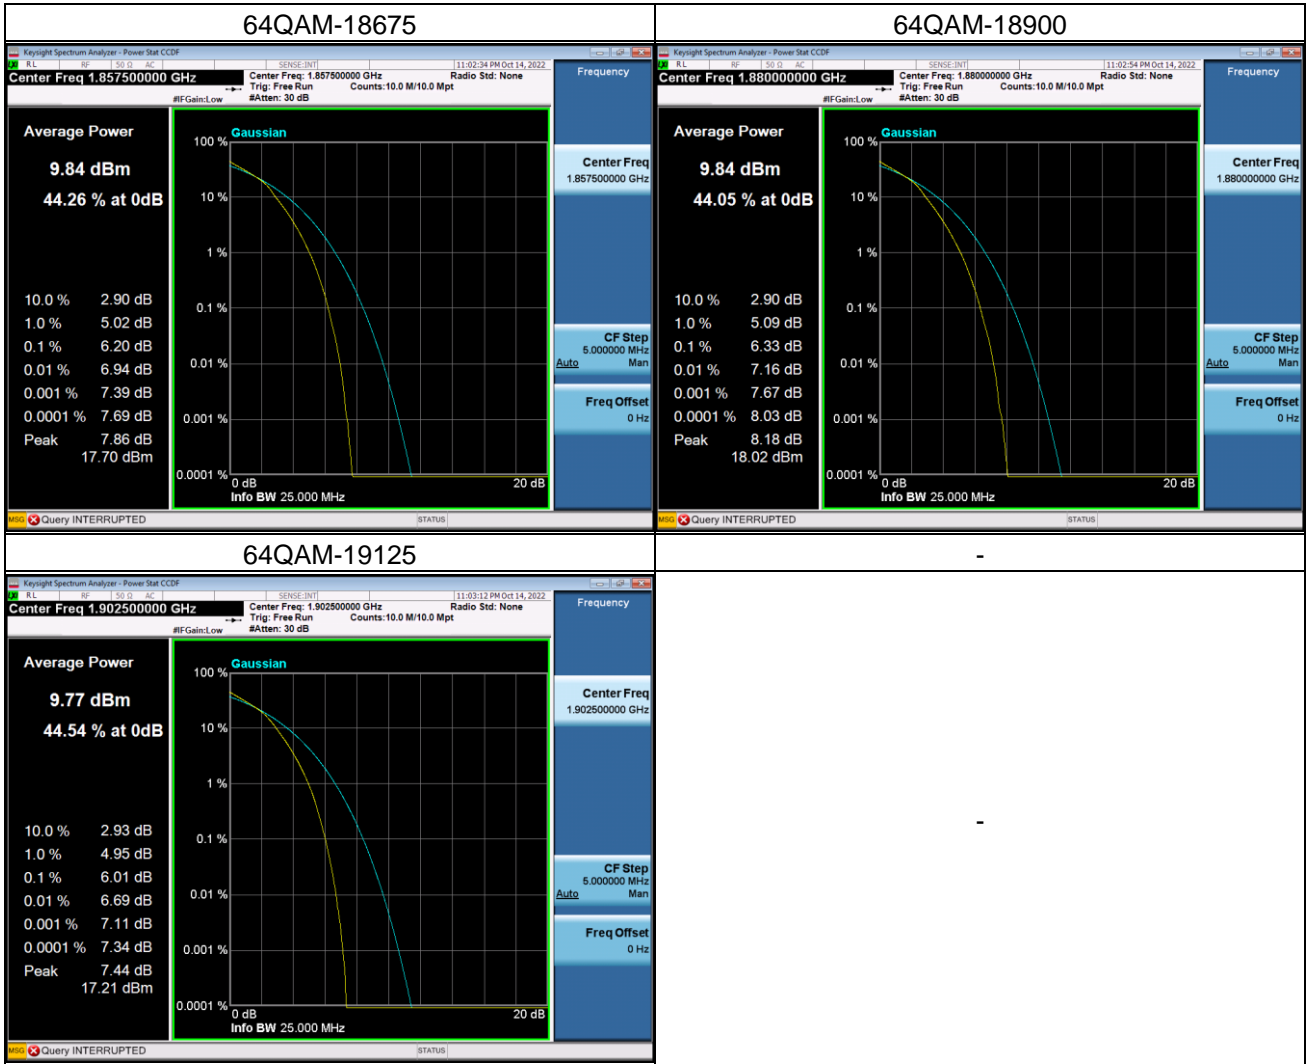 64QAM-18675
64QAM-18900
Keysight Spectrum Analyzer - Power Stat CCDF
RL RF 50 Ω AC SENSE:INT 11:02:34 PM Oct 14, 2022
Center Freq 1.857500000 GHz
Center Freq: 1.857500000 GHz Radio Std: None
Trig: Free Run Counts:10.0 M/10.0 Mpt
#IFGain:Low #Atten: 30 dB
Frequency
Average Power
9.84 dBm
44.26 % at 0dB
10.0 % 2.90 dB
1.0 % 5.02 dB
0.1 % 6.20 dB
0.01 % 6.94 dB
0.001 % 7.39 dB
0.0001 % 7.69 dB
Peak 7.86 dB
17.70 dBm
Gaussian
100 %
10 %
1 %
0.1 %
0.01 %
0.001 %
0.0001 %
0 dB 20 dB
Info BW 25.000 MHz
Center Freq
1.857500000 GHz
CF Step
5.000000 MHz
Auto Man
Freq Offset
0 Hz
MSG Query INTERRUPTED STATUS
Keysight Spectrum Analyzer - Power Stat CCDF
RL RF 50 Ω AC SENSE:INT 11:02:54 PM Oct 14, 2022
Center Freq 1.880000000 GHz
Center Freq: 1.880000000 GHz Radio Std: None
Trig: Free Run Counts:10.0 M/10.0 Mpt
#IFGain:Low #Atten: 30 dB
Frequency
Average Power
9.84 dBm
44.05 % at 0dB
10.0 % 2.90 dB
1.0 % 5.09 dB
0.1 % 6.33 dB
0.01 % 7.16 dB
0.001 % 7.67 dB
0.0001 % 8.03 dB
Peak 8.18 dB
18.02 dBm
Gaussian
100 %
10 %
1 %
0.1 %
0.01 %
0.001 %
0.0001 %
0 dB 20 dB
Info BW 25.000 MHz
Center Freq
1.880000000 GHz
CF Step
5.000000 MHz
Auto Man
Freq Offset
0 Hz
MSG Query INTERRUPTED STATUS
64QAM-19125
-
Keysight Spectrum Analyzer - Power Stat CCDF
RL RF 50 Ω AC SENSE:INT 11:03:12 PM Oct 14, 2022
Center Freq 1.902500000 GHz
Center Freq: 1.902500000 GHz Radio Std: None
Trig: Free Run Counts:10.0 M/10.0 Mpt
#IFGain:Low #Atten: 30 dB
Frequency
Average Power
9.77 dBm
44.54 % at 0dB
10.0 % 2.93 dB
1.0 % 4.95 dB
0.1 % 6.01 dB
0.01 % 6.69 dB
0.001 % 7.11 dB
0.0001 % 7.34 dB
Peak 7.44 dB
17.21 dBm
Gaussian
100 %
10 %
1 %
0.1 %
0.01 %
0.001 %
0.0001 %
0 dB 20 dB
Info BW 25.000 MHz
Center Freq
1.902500000 GHz
CF Step
5.000000 MHz
Auto Man
Freq Offset
0 Hz
MSG Query INTERRUPTED STATUS
-